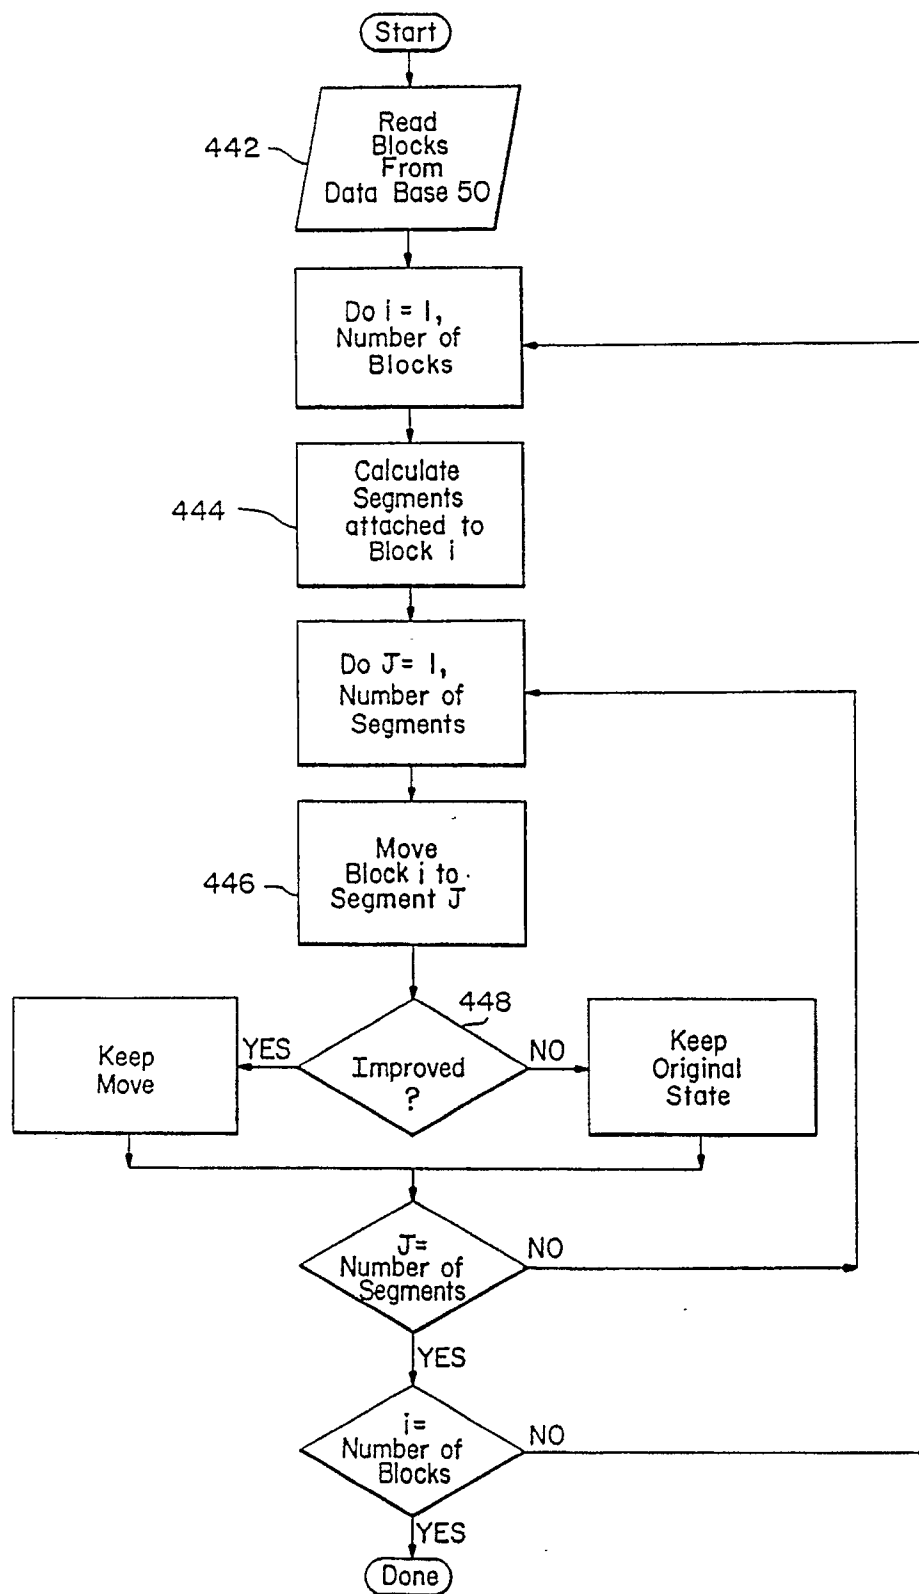 Start
442
Read
Blocks
From
Data Base 50
Do i = 1,
Number of
Blocks
444
Calculate
Segments
attached to
Block i
Do J = 1,
Number of
Segments
446
Move
Block i to
Segment J
448
Keep
Move
YES
Improved
?
NO
Keep
Original
State
J=
Number of
Segments
NO
YES
i=
Number of
Blocks
NO
YES
Done